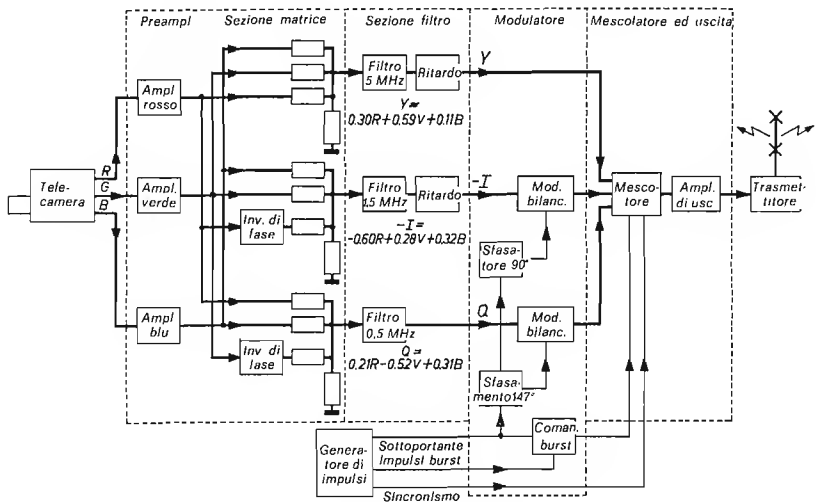 Preampl
Sezione matrice
Sezione filtro
Modulatore
Mescolatore ed uscita
Ampl
rosso
Filtro
5 MHz
Ritardo
Y
Y=
0.30R+0.59V+0.11B
Tele-
camera
R
G
B
Ampl.
verde
Inv. di
fase
Filtro
1,5 MHz
Ritardo
-I
-I=
-0.60R+0.28V+0.32B
Mod.
bilanc.
Mesco-
tore
Ampl.
di usc
Trasmet-
titore
Sfasa-
tore 90°
Ampl
blu
Inv di
fase
Filtro
0.5 MHz
Q
Q=
0.21R-0.52V+0.31B
Mod.
bilanc.
Sfasa-
mento147°
Genera-
tore di
impulsi
Sottoportante
Impulsi burst
Sincronismo
Coman.
burst